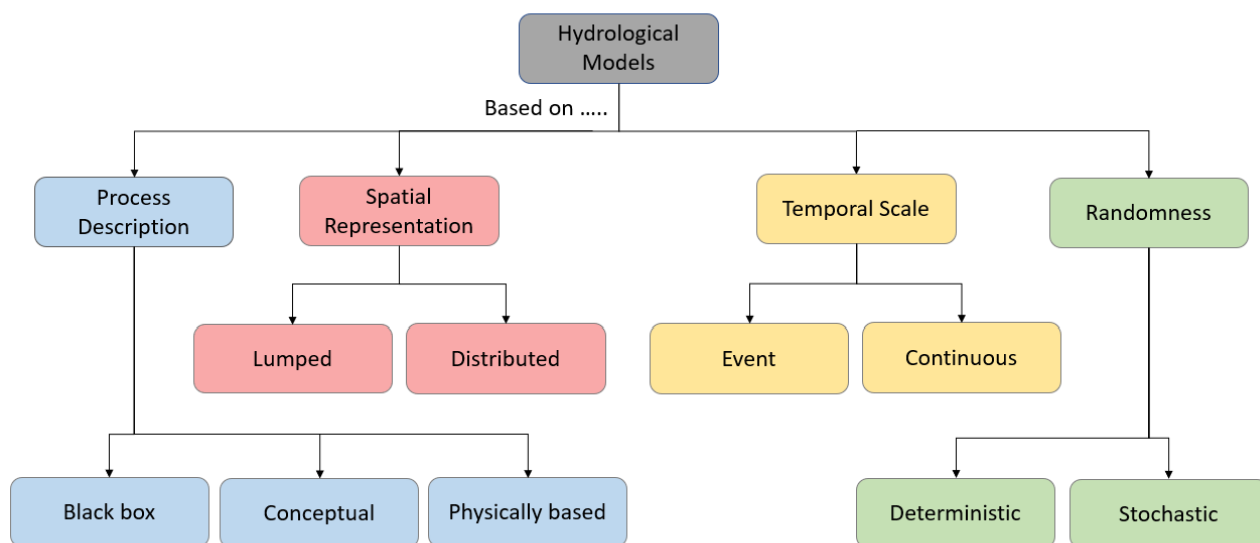 Hydrological
Models
Based on …..
Process
Description
Spatial
Representation
Temporal Scale
Randomness
Lumped
Distributed
Event
Continuous
Black box
Conceptual
Physically based
Deterministic
Stochastic